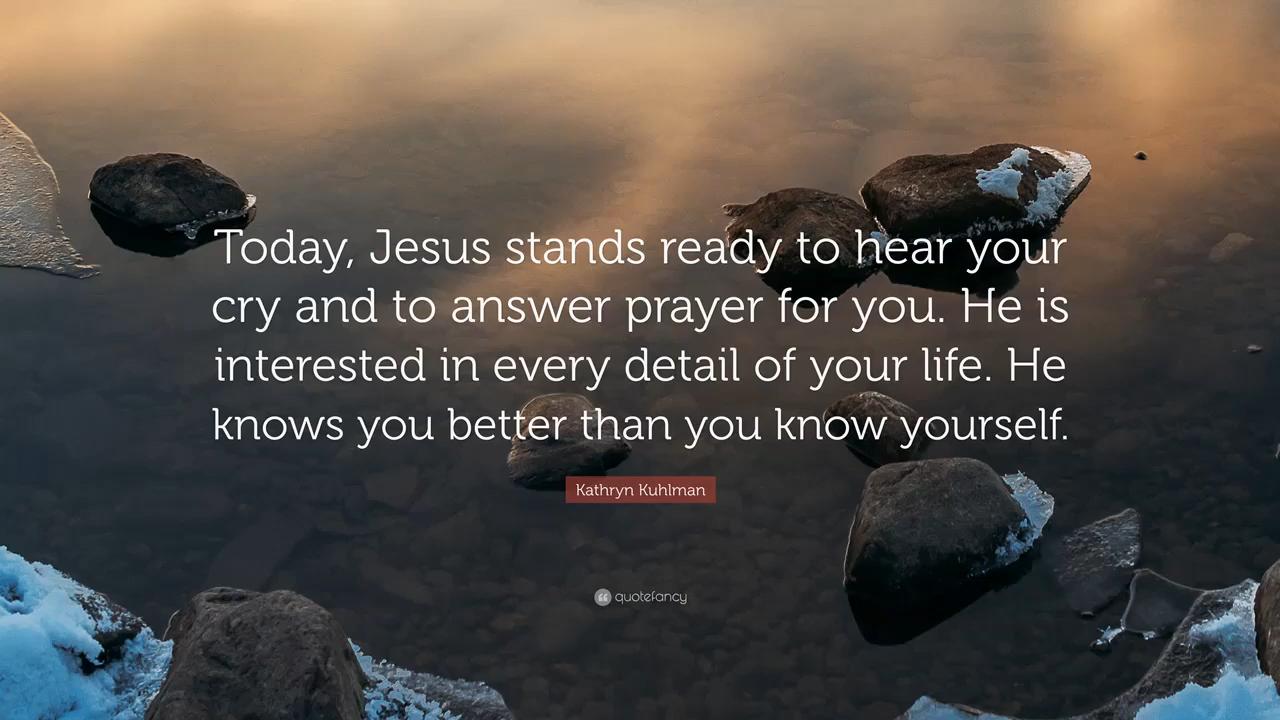 Today, Jesus stands ready to hear your
cry and to answer prayer for you. He is
interested in every detail of your life. He
knows you better than you know yourself.
Kathryn Kuhlman
quotefancy